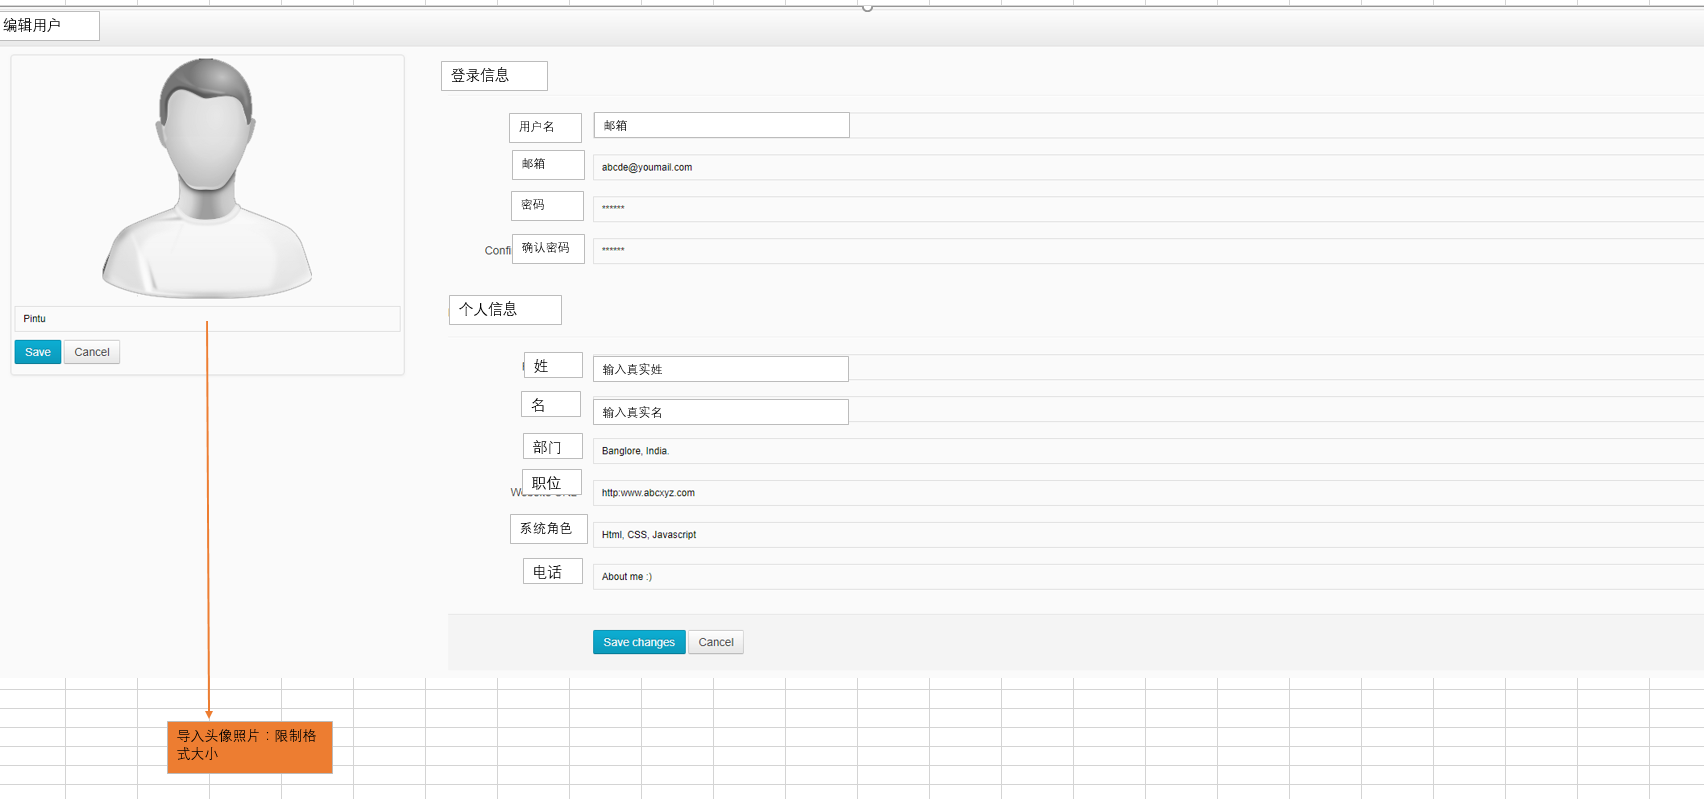 编辑用户
登录信息
用户名
邮箱
邮箱
abcde@youmail.com
密码
******
Confi
确认密码
******
个人信息
姓
输入真实姓
名
输入真实名
部门
Banglore, India.
职位
http:www.abcxyz.com
系统角色
Html, CSS, Javascript
电话
About me :)
Save changes
Cancel
Pintu
Save
Cancel
导入头像照片：限制格
式大小